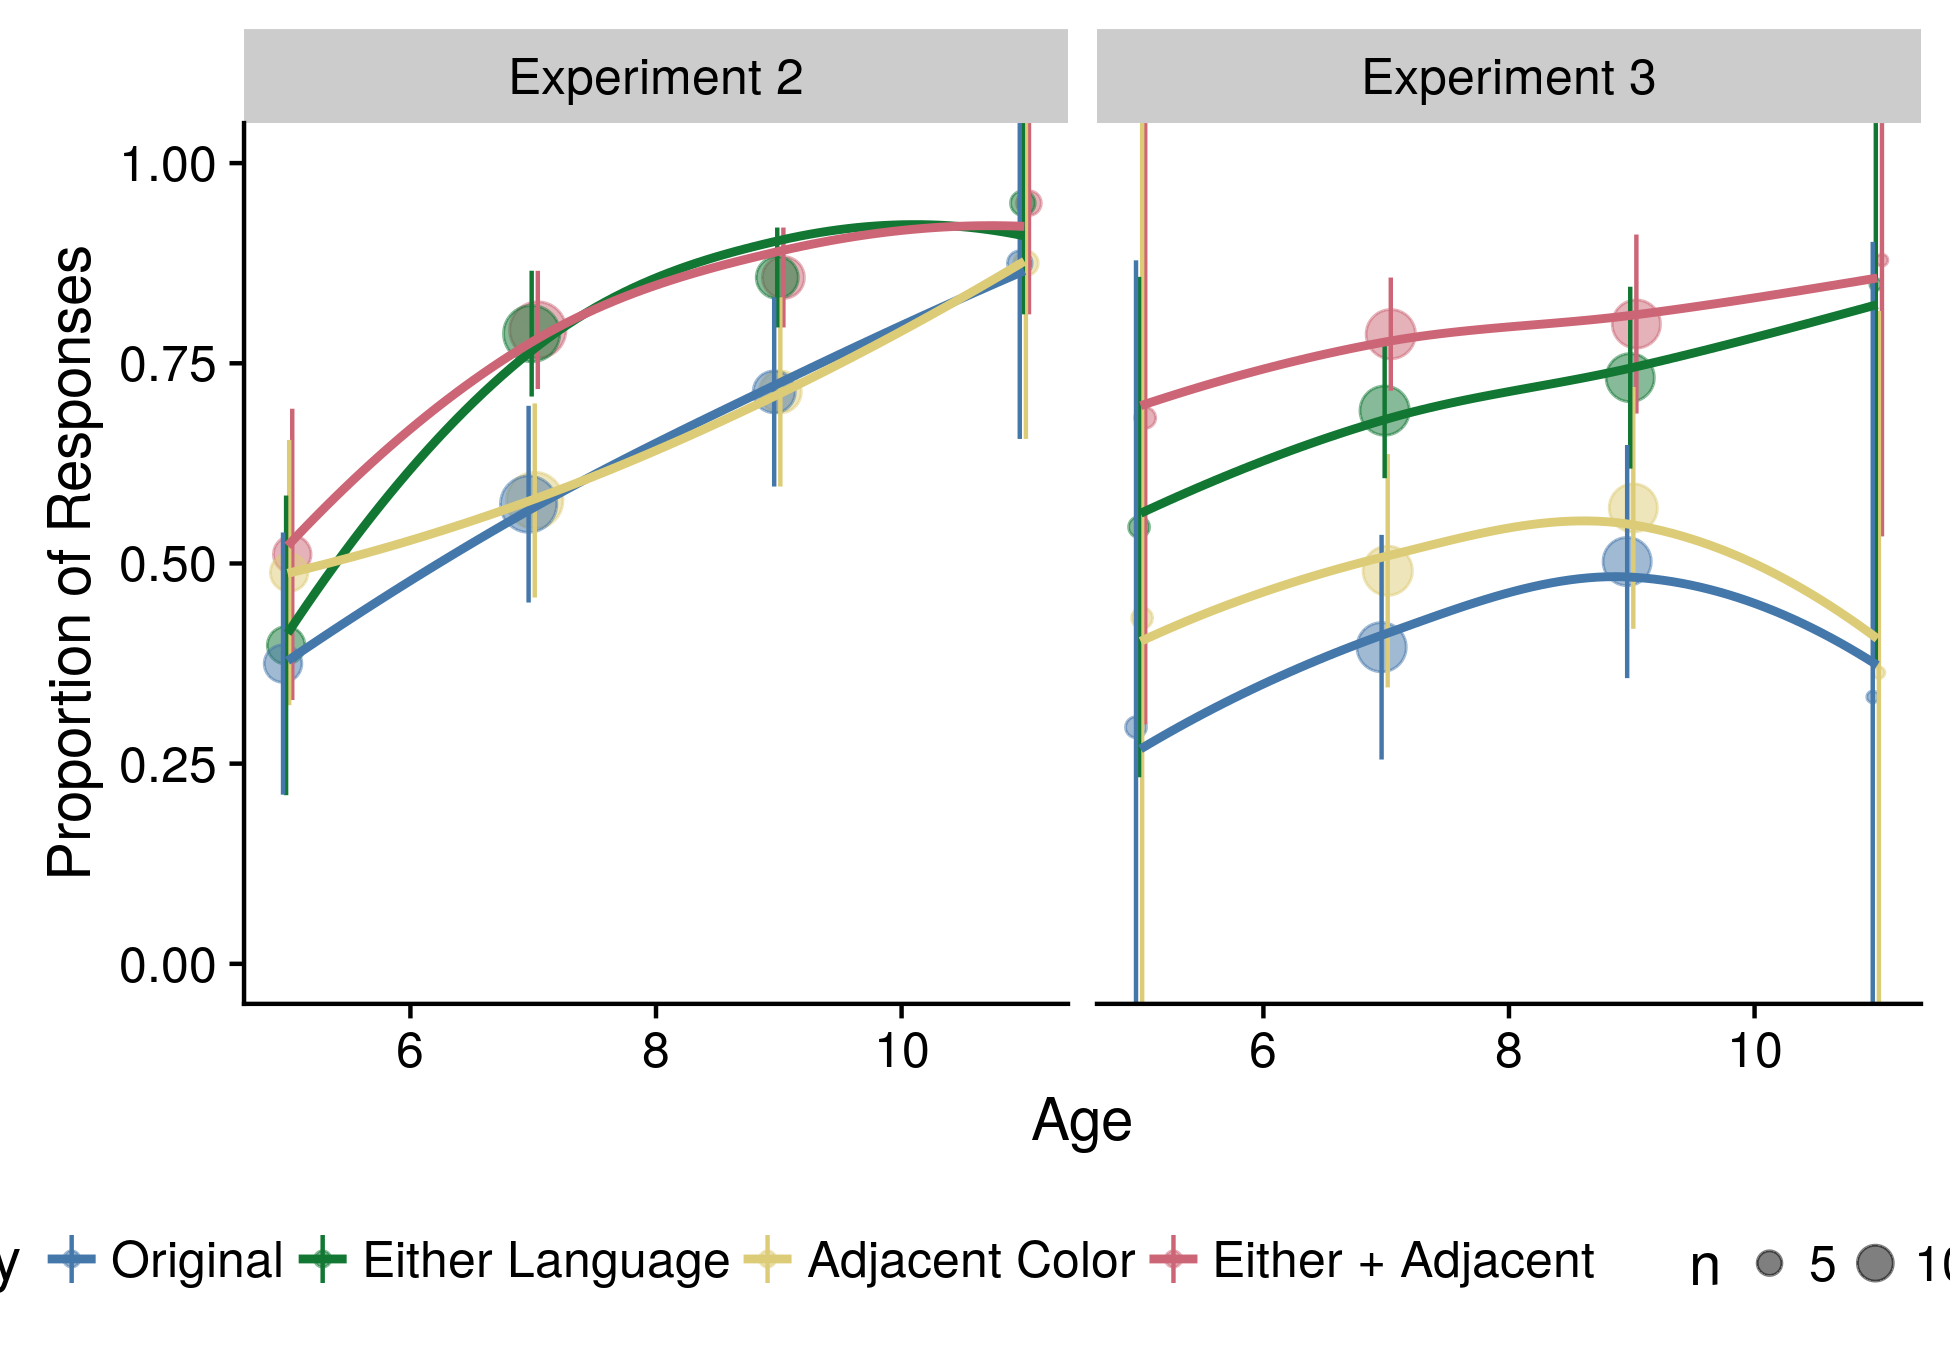 Experiment 2
Experiment 3
Proportion of Responses
1.00
0.75
0.50
0.25
0.00
6 8 10
6 8 10
Age
y Original Either Language Adjacent Color Either + Adjacent n 5